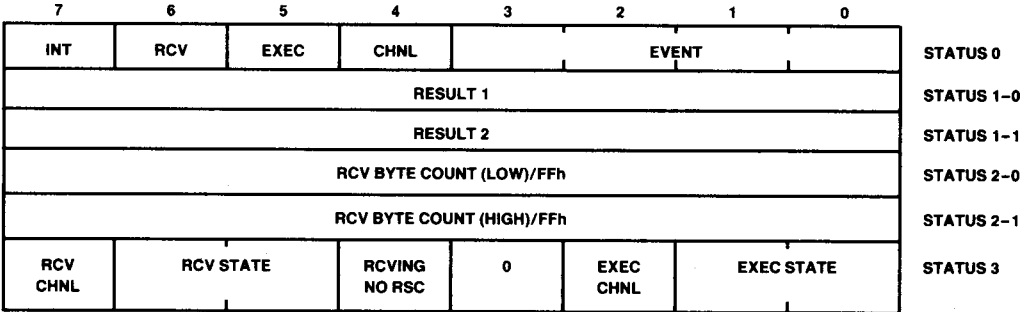 7 6 5 4 3 2 1 0
INT RCV EXEC CHNL EVENT STATUS 0
RESULT 1 STATUS 1-0
RESULT 2 STATUS 1-1
RCV BYTE COUNT (LOW)/FFh STATUS 2-0
RCV BYTE COUNT (HIGH)/FFh STATUS 2-1
RCV RCV STATE RCVING 0 EXEC EXEC STATE STATUS 3
CHNL NO RSC CHNL